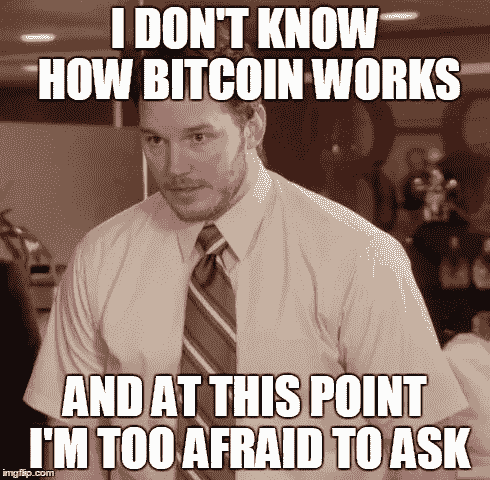 I DON'T KNOW
HOW BITCOIN WORKS
AND AT THIS POINT
I'M TOO AFRAID TO ASK
imgflip.com